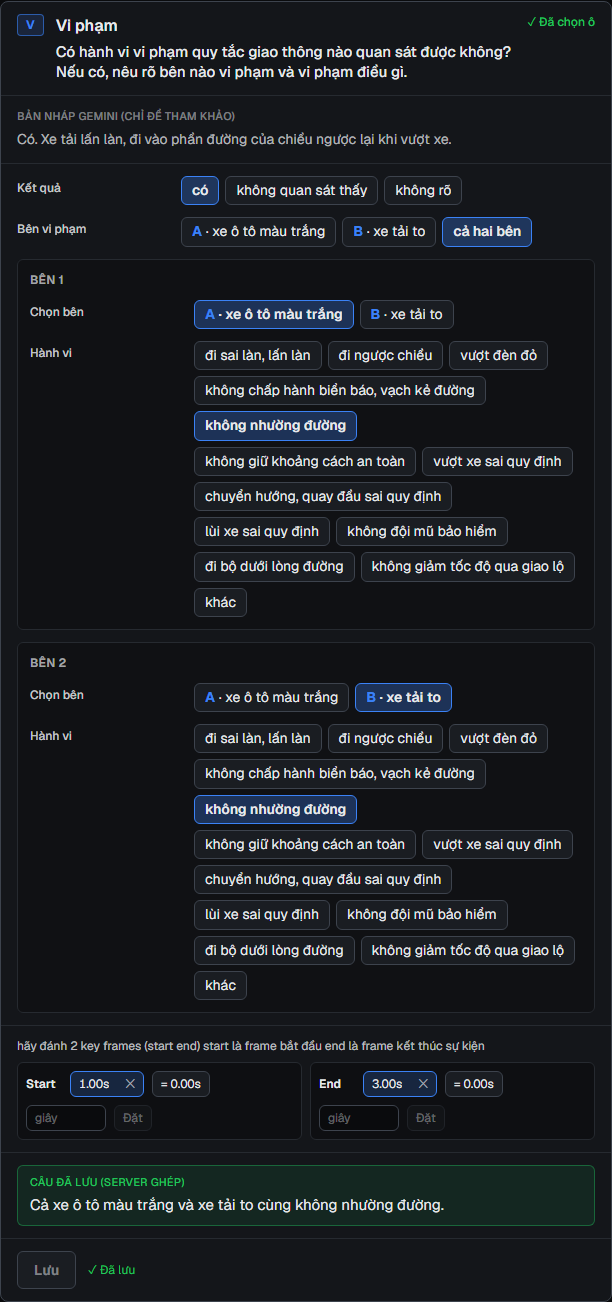 V Vi phạm ✓ Đã chọn ô
Có hành vi vi phạm quy tắc giao thông nào quan sát được không?
Nếu có, nêu rõ bên nào vi phạm và vi phạm điều gì.
BẢN NHÁP GEMINI (CHỈ ĐỂ THAM KHẢO)
Có. Xe tải lấn làn, đi vào phần đường của chiều ngược lại khi vượt xe.
Kết quả có không quan sát thấy không rõ
Bên vi phạm A · xe ô tô màu trắng B · xe tải to cả hai bên
BÊN 1
Chọn bên A · xe ô tô màu trắng B · xe tải to
Hành vi đi sai làn, lấn làn đi ngược chiều vượt đèn đỏ
không chấp hành biển báo, vạch kẻ đường
không nhường đường
không giữ khoảng cách an toàn vượt xe sai quy định
chuyển hướng, quay đầu sai quy định
lùi xe sai quy định không đội mũ bảo hiểm
đi bộ dưới lòng đường không giảm tốc độ qua giao lộ
khác
BÊN 2
Chọn bên A · xe ô tô màu trắng B · xe tải to
Hành vi đi sai làn, lấn làn đi ngược chiều vượt đèn đỏ
không chấp hành biển báo, vạch kẻ đường
không nhường đường
không giữ khoảng cách an toàn vượt xe sai quy định
chuyển hướng, quay đầu sai quy định
lùi xe sai quy định không đội mũ bảo hiểm
đi bộ dưới lòng đường không giảm tốc độ qua giao lộ
khác
hãy đánh 2 key frames (start end) start là frame bắt đầu end là frame kết thúc sự kiện
Start 1.00s × = 0.00s End 3.00s × = 0.00s
giây Đặt giây Đặt
CÂU ĐÃ LƯU (SERVER GHÉP)
Cả xe ô tô màu trắng và xe tải to cùng không nhường đường.
Lưu ✓ Đã lưu